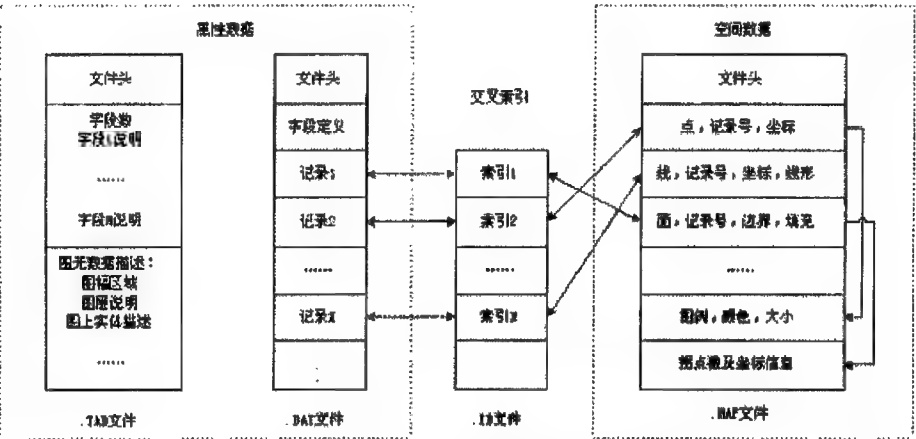 属性数据
空间数据
文件头
字段数
字段1说明
……
字段N说明
图元数据描述：
图幅区域
图层说明
图上实体描述
……
.TAB文件
文件头
字段定义
记录1
记录2
……
记录N
.DAT文件
交叉索引
索引1
索引2
……
索引N
.ID文件
文件头
点，记录号，坐标
线，记录号，坐标，线形
面，记录号，边界，填充
……
图例，颜色，大小
拐点数及坐标信息
.MAP文件